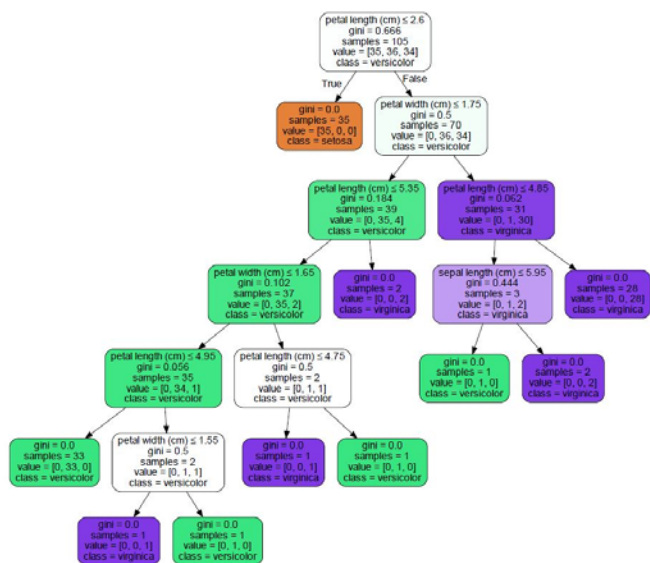 petal length (cm) ≤ 2.6
gini = 0.666
samples = 105
value = [35, 36, 34]
class = versicolor
True
False
gini = 0.0
samples = 35
value = [35, 0, 0]
class = setosa
petal width (cm) ≤ 1.75
gini = 0.5
samples = 70
value = [0, 36, 34]
class = versicolor
petal length (cm) ≤ 5.35
gini = 0.184
samples = 39
value = [0, 35, 4]
class = versicolor
petal length (cm) ≤ 4.85
gini = 0.062
samples = 31
value = [0, 1, 30]
class = virginica
petal width (cm) ≤ 1.65
gini = 0.102
samples = 37
value = [0, 35, 2]
class = versicolor
gini = 0.0
samples = 2
value = [0, 0, 2]
class = virginica
sepal length (cm) ≤ 5.95
gini = 0.444
samples = 3
value = [0, 1, 2]
class = virginica
gini = 0.0
samples = 28
value = [0, 0, 28]
class = virginica
petal length (cm) ≤ 4.95
gini = 0.056
samples = 35
value = [0, 34, 1]
class = versicolor
petal length (cm) ≤ 4.75
gini = 0.5
samples = 2
value = [0, 1, 1]
class = versicolor
gini = 0.0
samples = 1
value = [0, 1, 0]
class = versicolor
gini = 0.0
samples = 2
value = [0, 0, 2]
class = virginica
gini = 0.0
samples = 33
value = [0, 33, 0]
class = versicolor
petal width (cm) ≤ 1.55
gini = 0.5
samples = 2
value = [0, 1, 1]
class = versicolor
gini = 0.0
samples = 1
value = [0, 0, 1]
class = virginica
gini = 0.0
samples = 1
value = [0, 1, 0]
class = versicolor
gini = 0.0
samples = 1
value = [0, 0, 1]
class = virginica
gini = 0.0
samples = 1
value = [0, 1, 0]
class = versicolor